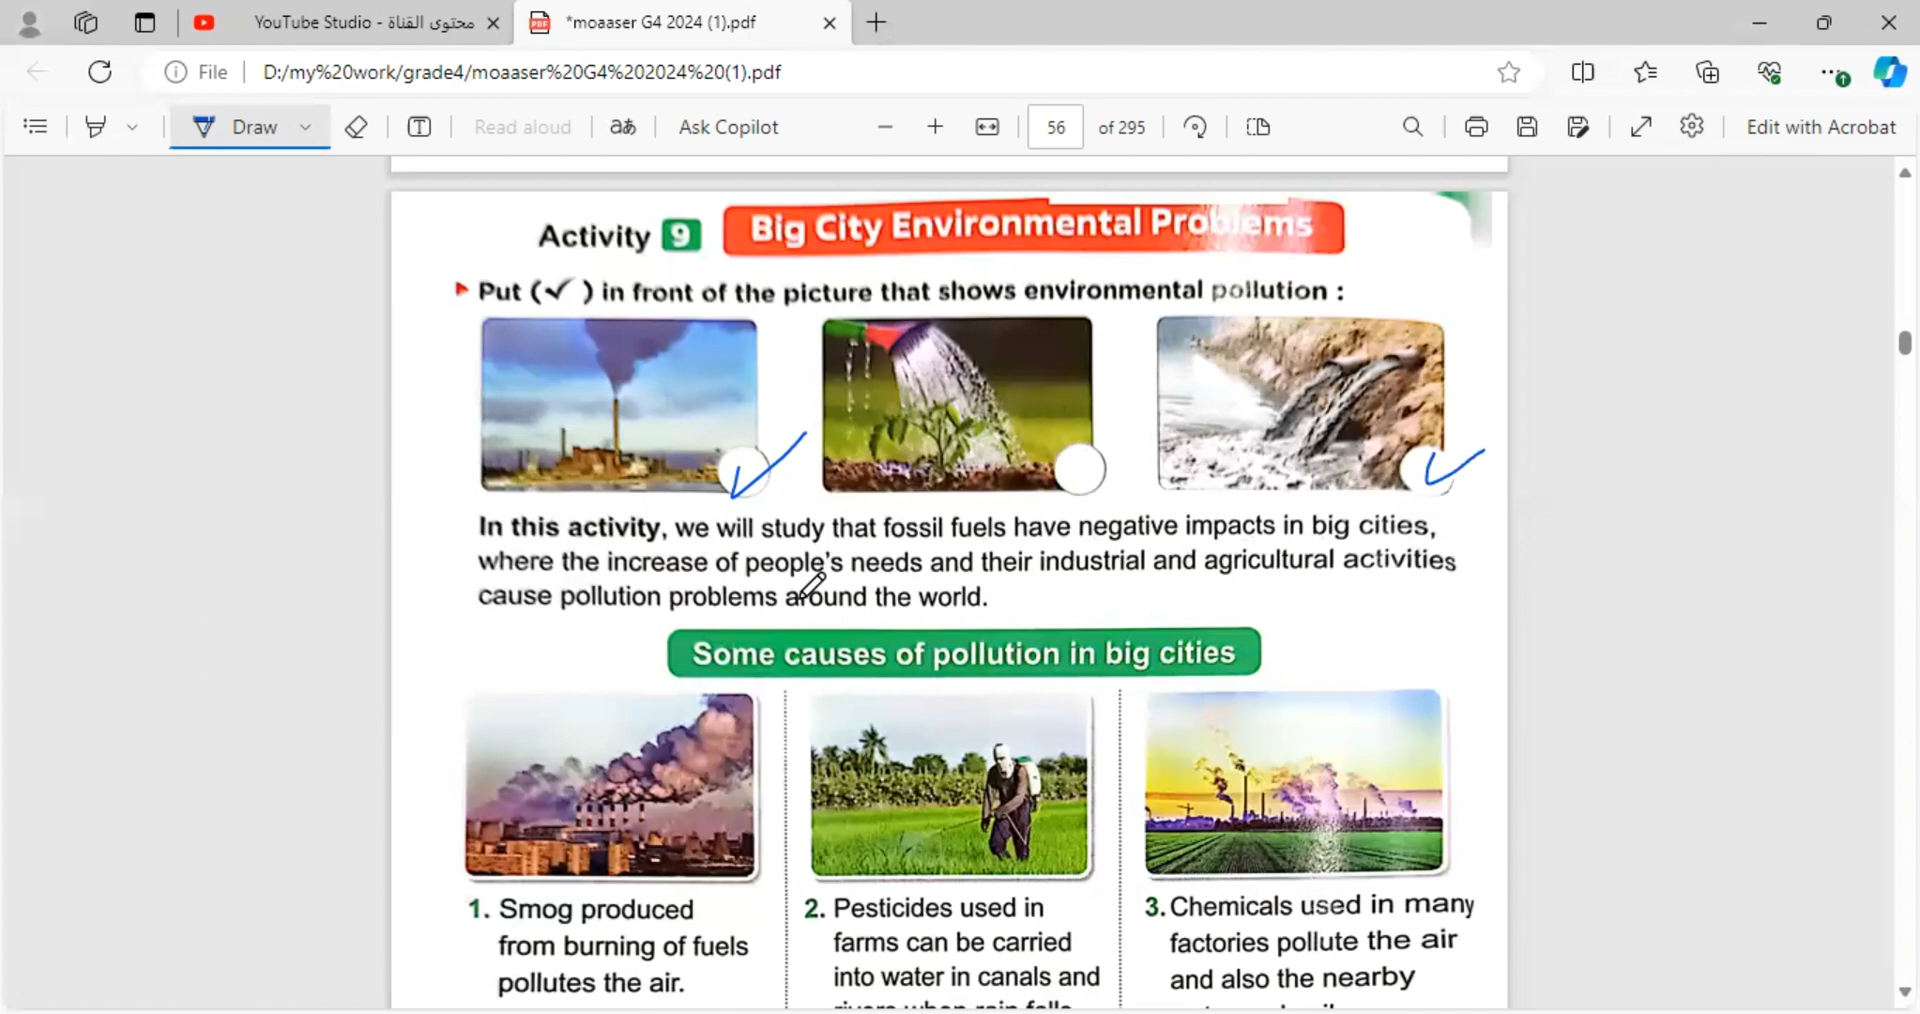 YouTube Studio - محتوى القناة
*moaaser G4 2024 (1).pdf
File
D:/my%20work/grade4/moaaser%20G4%202024%20(1).pdf
Draw
Read aloud
aあ
Ask Copilot
56 of 295
Edit with Acrobat
Activity 9 Big City Environmental Problems
Put (✓) in front of the picture that shows environmental pollution :
In this activity, we will study that fossil fuels have negative impacts in big cities,
where the increase of people's needs and their industrial and agricultural activities
cause pollution problems around the world.
Some causes of pollution in big cities
1. Smog produced
from burning of fuels
pollutes the air.
2. Pesticides used in
farms can be carried
into water in canals and
rivers when rain falls
3. Chemicals used in many
factories pollute the air
and also the nearby